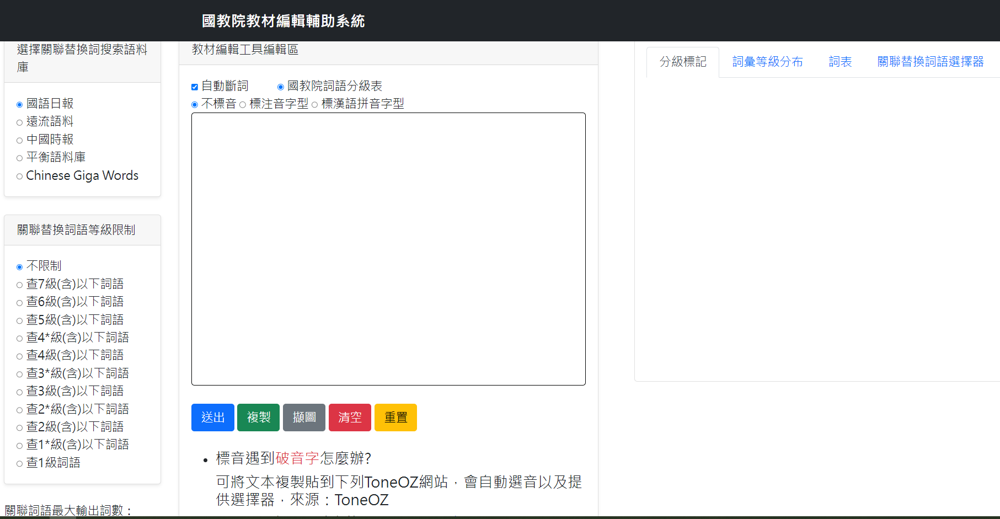 國教院教材編輯輔助系統
選擇關聯替換詞搜索語料
庫
國語日報
遠流語料
中國時報
平衡語料庫
Chinese Giga Words
關聯替換詞語等級限制
不限制
查7級(含)以下詞語
查6級(含)以下詞語
查5級(含)以下詞語
查4*級(含)以下詞語
查4級(含)以下詞語
查3*級(含)以下詞語
查3級(含)以下詞語
查2*級(含)以下詞語
查2級(含)以下詞語
查1*級(含)以下詞語
查1級詞語
關聯詞語最大輸出詞數：
教材編輯工具編輯區
自動斷詞 國教院詞語分級表
不標音 標注音字型 標漢語拼音字型
送出 複製 擷圖 清空 重置
標音遇到破音字怎麼辦?
可將文本複製貼到下列ToneOZ網站，會自動選音以及提
供選擇器，來源：ToneOZ
分級標記 詞彙等級分布 詞表 關聯替換詞語選擇器